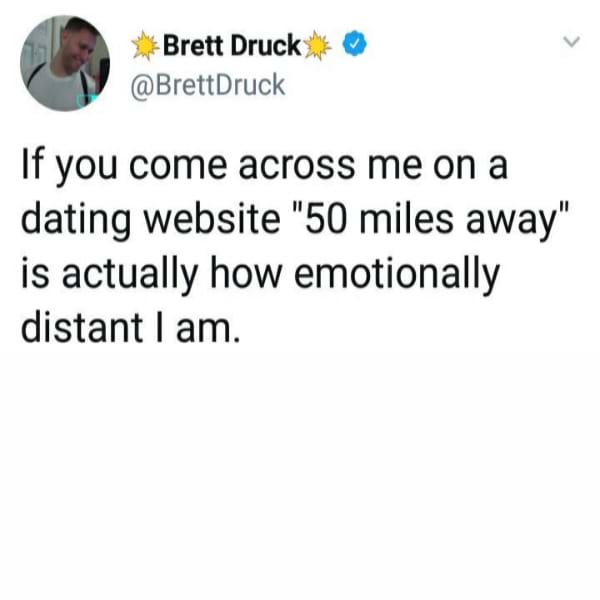 Brett Druck
@BrettDruck
If you come across me on a
dating website "50 miles away"
is actually how emotionally
distant I am.